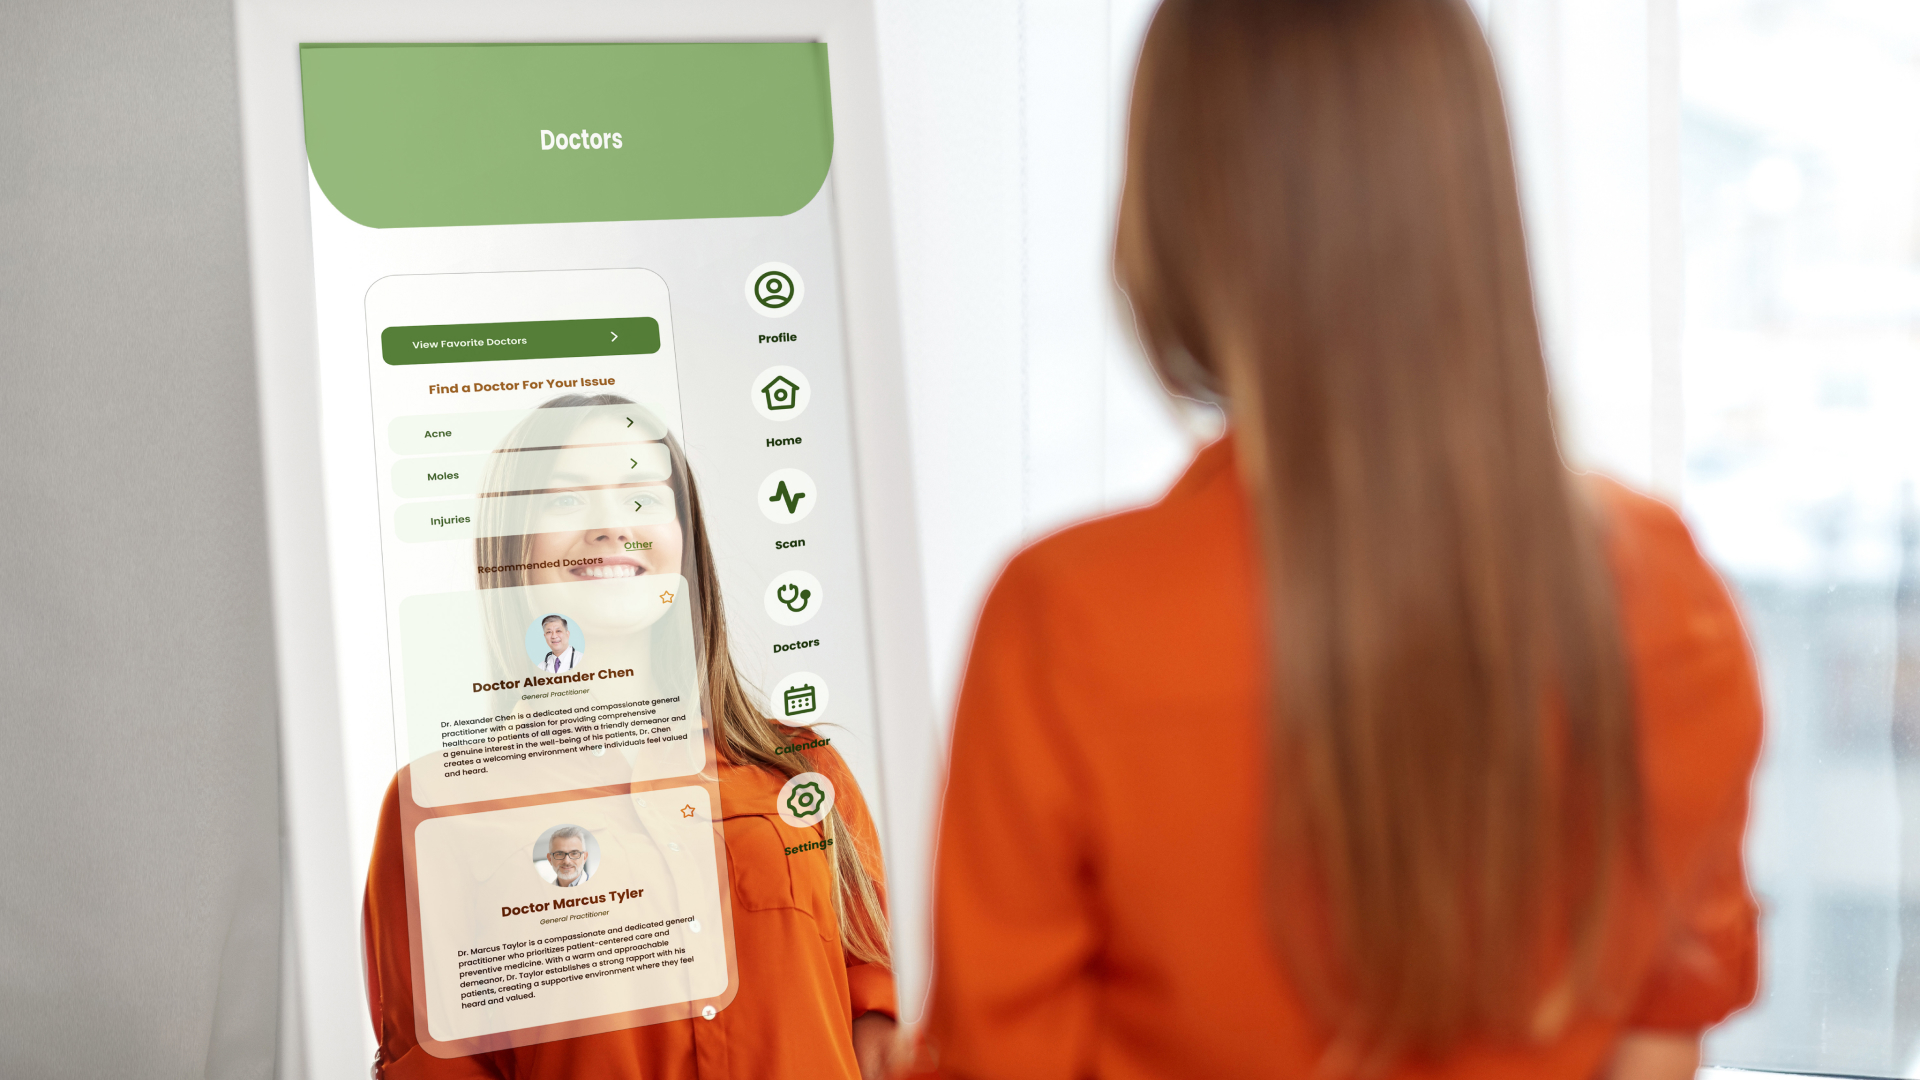 Doctors
View Favorite Doctors
Find a Doctor For Your Issue
Acne
Moles
Injuries
Other
Recommended Doctors
Doctor Alexander Chen
General Practitioner
Dr. Alexander Chen is a dedicated and compassionate general
practitioner with a passion for providing comprehensive
healthcare to patients of all ages. With a friendly demeanor and
a genuine interest in the well-being of his patients, Dr. Chen
creates a welcoming environment where individuals feel valued
and heard.
Doctor Marcus Tyler
General Practitioner
Dr. Marcus Taylor is a compassionate and dedicated general
practitioner who prioritizes patient-centered care and
preventive medicine. With a warm and approachable
demeanor, Dr. Taylor establishes a strong rapport with his
patients, creating a supportive environment where they feel
heard and valued.
Profile
Home
Scan
Doctors
Calendar
Settings